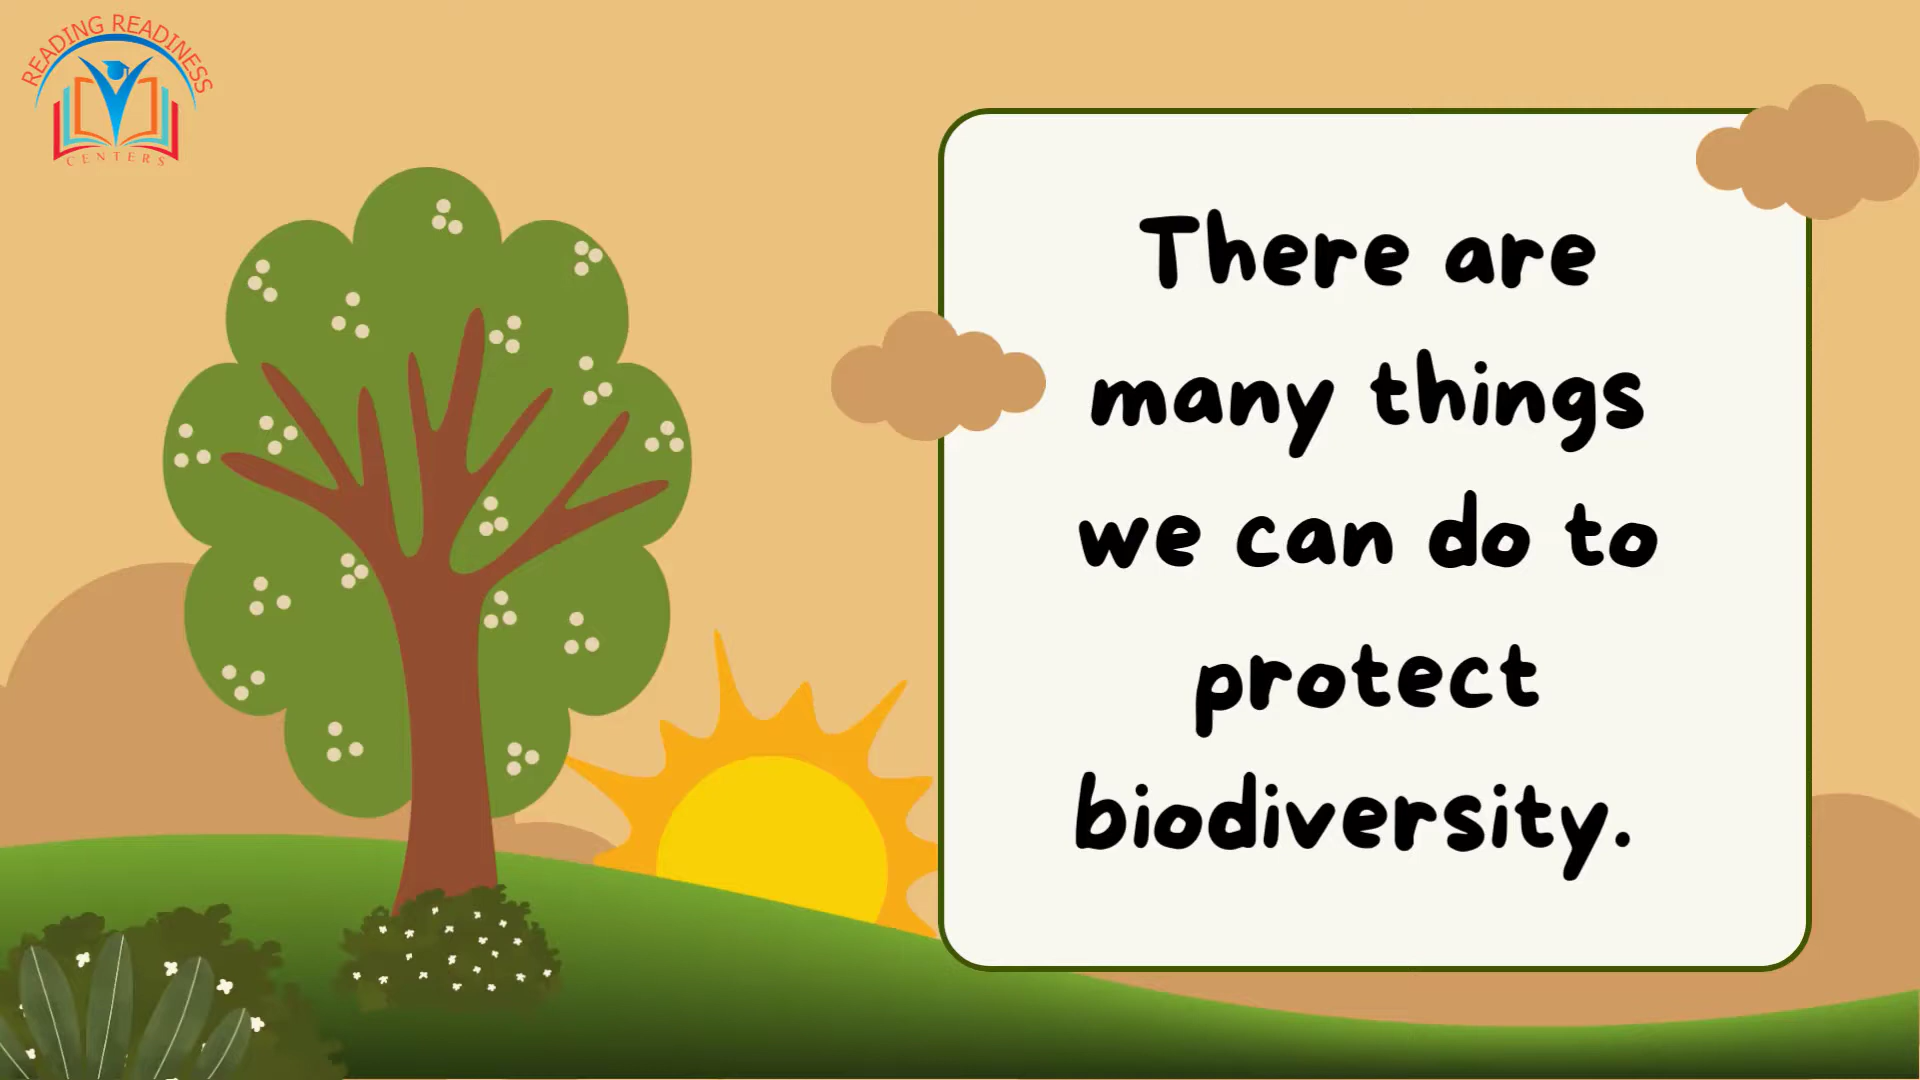 READING READINESS
CENTERS
There are
many things
we can do to
protect
biodiversity.